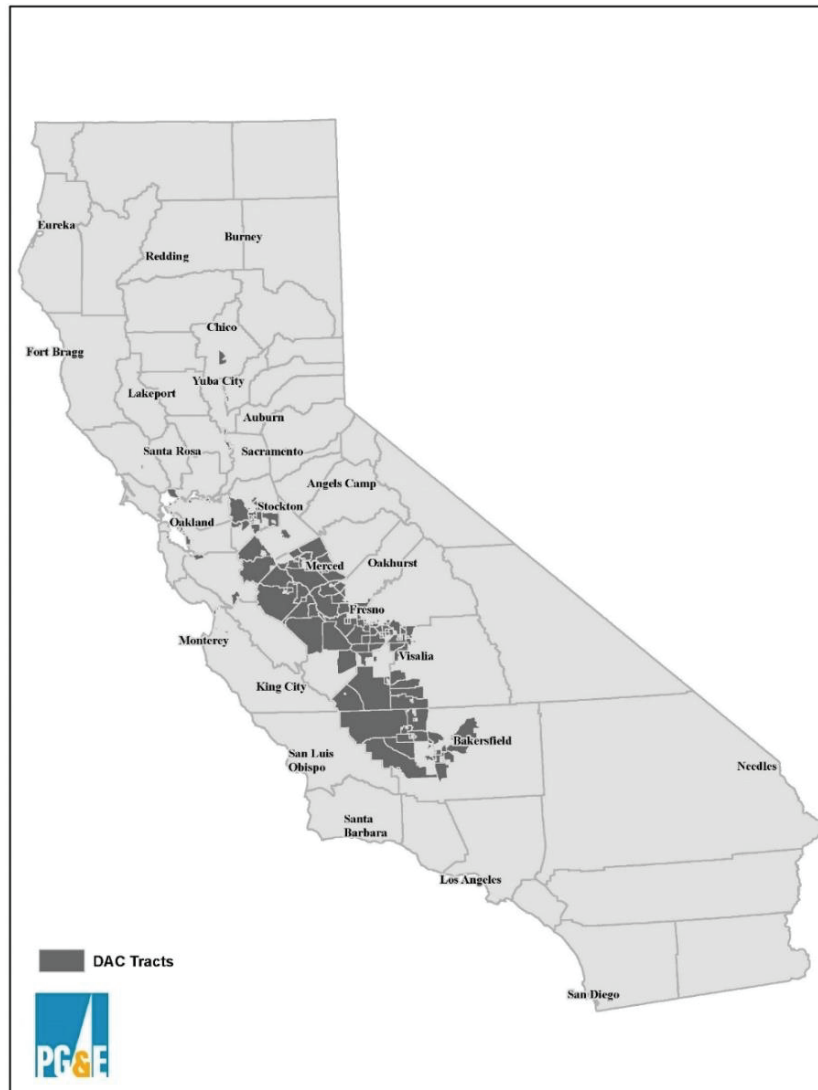 Eureka
Burney
Redding
Chico
Fort Bragg
Yuba City
Lakeport
Auburn
Santa Rosa
Sacramento
Angels Camp
Stockton
Oakland
Merced
Oakhurst
Fresno
Monterey
Visalia
King City
Bakersfield
San Luis
Obispo
Needles
Santa
Barbara
Los Angeles
DAC Tracts
San Diego
PG&E